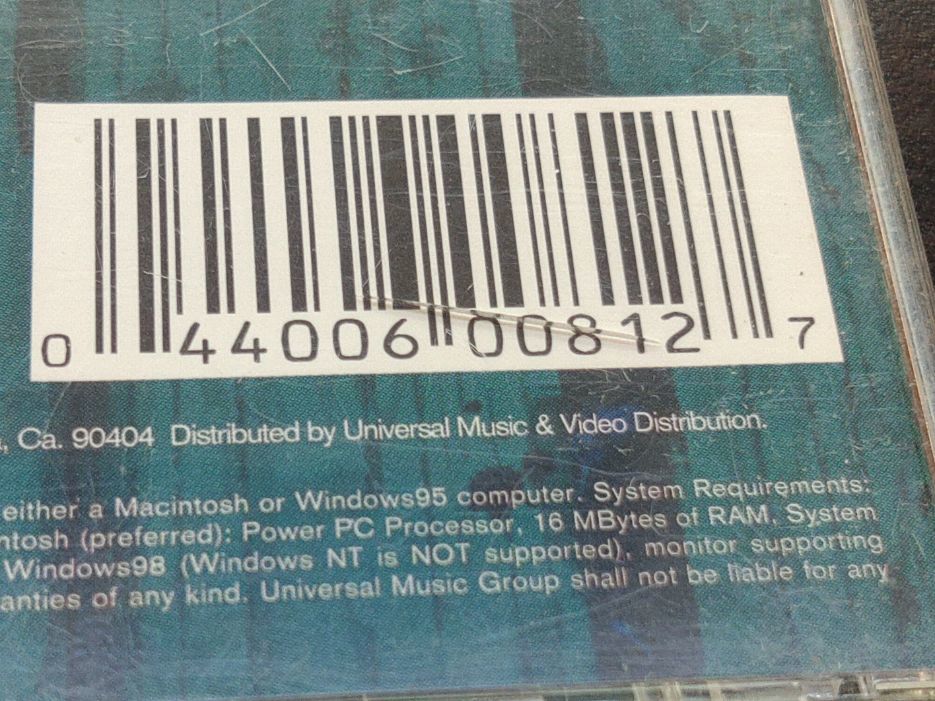 0 44006 00812 7
, Ca. 90404 Distributed by Universal Music & Video Distribution.
either a Macintosh or Windows95 computer. System Requirements:
ntosh (preferred): Power PC Processor, 16 MBytes of RAM, System
Windows98 (Windows NT is NOT supported), monitor supporting
anties of any kind. Universal Music Group shall not be liable for any